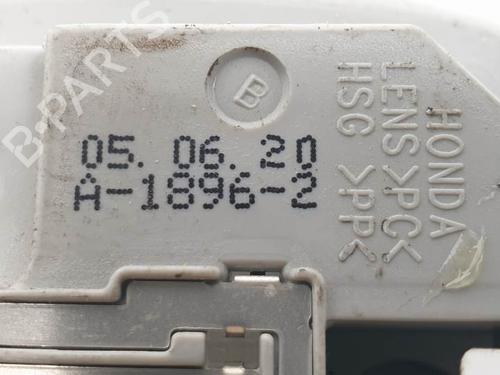 B
05. 06. 20
A-1896-2
HONDA
LENS >PC<
HSG >PP<
B-PARTS